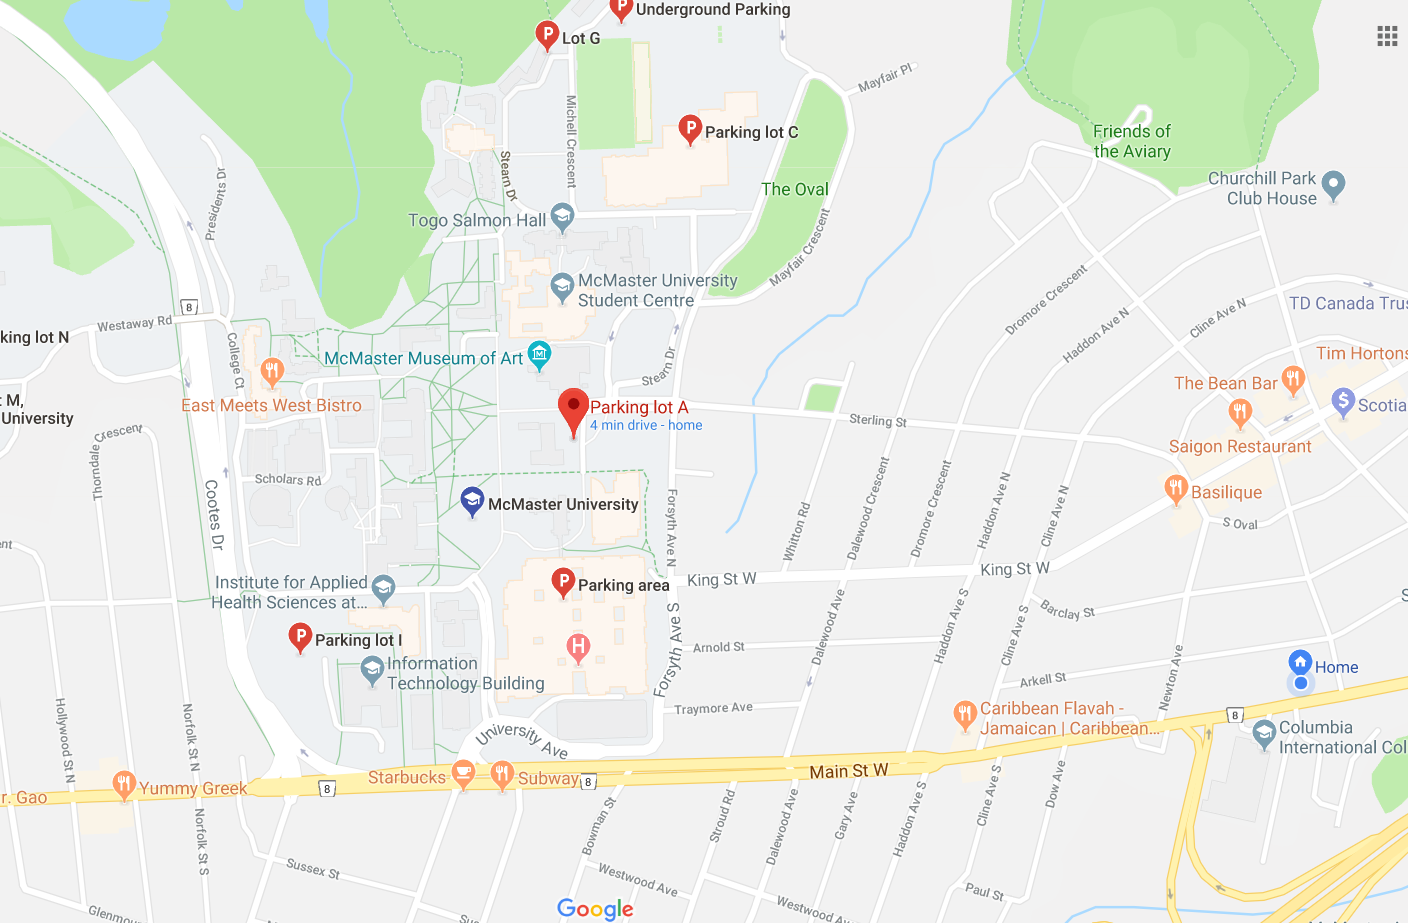 Underground Parking
Lot G
Mayfair Pl
Michell Crescent
Parking lot C
Friends of
the Aviary
Stearn Dr
Presidents Dr
The Oval
Churchill Park
Club House
Togo Salmon Hall
Mayfair Crescent
McMaster University
Student Centre
Dromore Crescent
8
TD Canada Trus
Cline Ave N
Westaway Rd
Haddon Ave N
king lot N
McMaster Museum of Art
College Ct
Stearn Dr
Tim Hortons
The Bean Bar
East Meets West Bistro
Parking lot A
4 min drive - home
t M,
University
Scotia
Sterling St
Saigon Restaurant
Thorndale Crescent
Scholars Rd
Basilique
McMaster University
Cootes Dr
Forsyth Ave N
Whitton Rd
Dalewood Crescent
Dromore Crescent
Haddon Ave N
Cline Ave N
S Oval
ent
King St W
King St W
Parking area
Institute for Applied
Health Sciences at...
S
Barclay St
Parking lot I
H
Forsyth Ave S
Arnold St
Dalewood Ave
Haddon Ave S
Cline Ave S
Information
Technology Building
Arkell St
Newton Ave
Home
Traymore Ave
Caribbean Flavah -
Jamaican | Caribbean...
8
Columbia
International Col
Hollywood St N
Norfolk St N
University Ave
Starbucks
Subway
8
Main St W
8
Yummy Greek
r. Gao
Norfolk St S
Bowman St
Stroud Rd
Dalewood Ave
Gary Ave
Haddon Ave S
Cline Ave S
Dow Ave
Sussex St
Westwood Ave
Paul St
Westwood Ave
Glenmou
Google